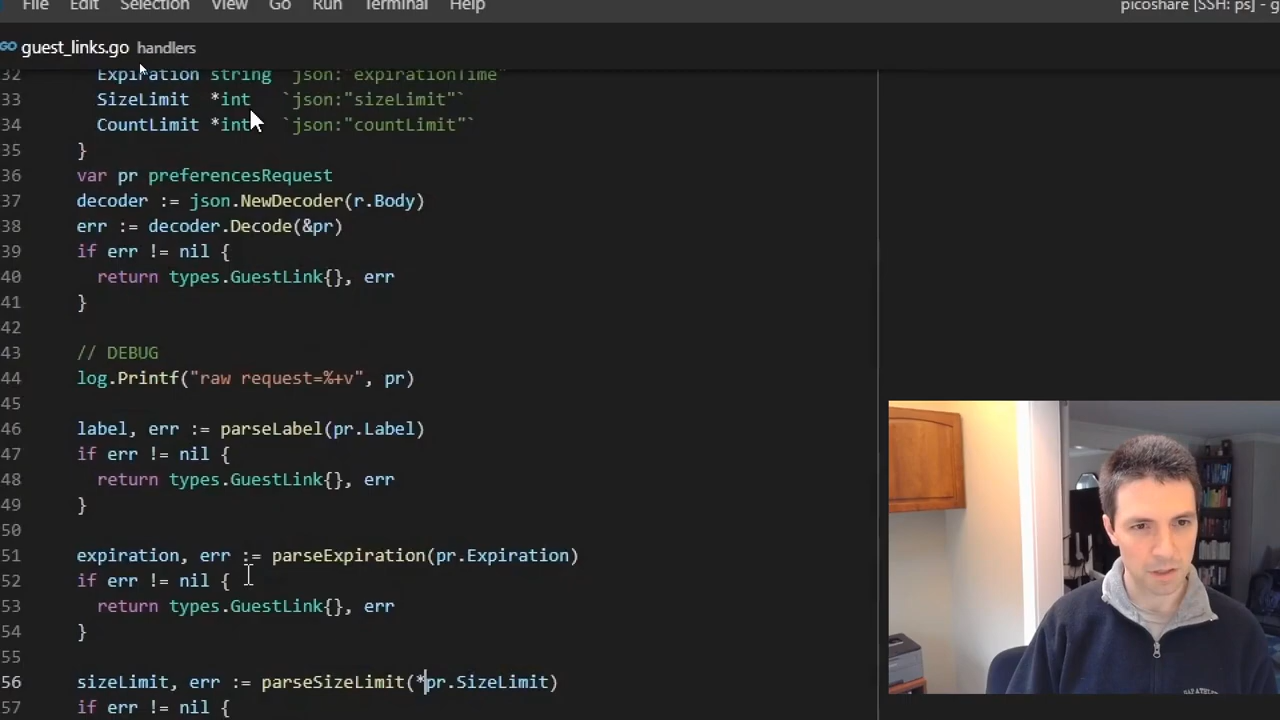 File Edit Selection View Go Run Terminal Help picoshare [SSH: ps] - g
guest_links.go handlers
32 Expiration string `json:"expirationTime"
33 SizeLimit *int `json:"sizeLimit"`
34 CountLimit *int `json:"countLimit"`
35 }
36 var pr preferencesRequest
37 decoder := json.NewDecoder(r.Body)
38 err := decoder.Decode(&pr)
39 if err != nil {
40 return types.GuestLink{}, err
41 }
42
43 // DEBUG
44 log.Printf("raw request=%+v", pr)
45
46 label, err := parseLabel(pr.Label)
47 if err != nil {
48 return types.GuestLink{}, err
49 }
50
51 expiration, err := parseExpiration(pr.Expiration)
52 if err != nil {
53 return types.GuestLink{}, err
54 }
55
56 sizeLimit, err := parseSizeLimit(*pr.SizeLimit)
57 if err != nil {